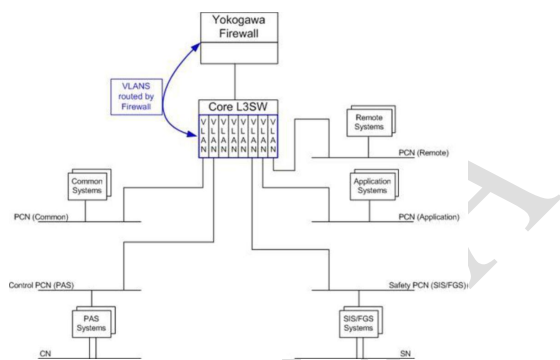 Yokogawa
Firewall
VLANS
routed by
Firewall
Core L3SW
VLAN VLAN VLAN VLAN VLAN VLAN VLAN VLAN
Remote
Systems
PCN (Remote)
Common
Systems
Application
Systems
PCN (Common)
PCN (Application)
Control PCN (PAS)
Safety PCN (SIS/FGS)
PAS
Systems
SIS/FGS
Systems
CN
SN